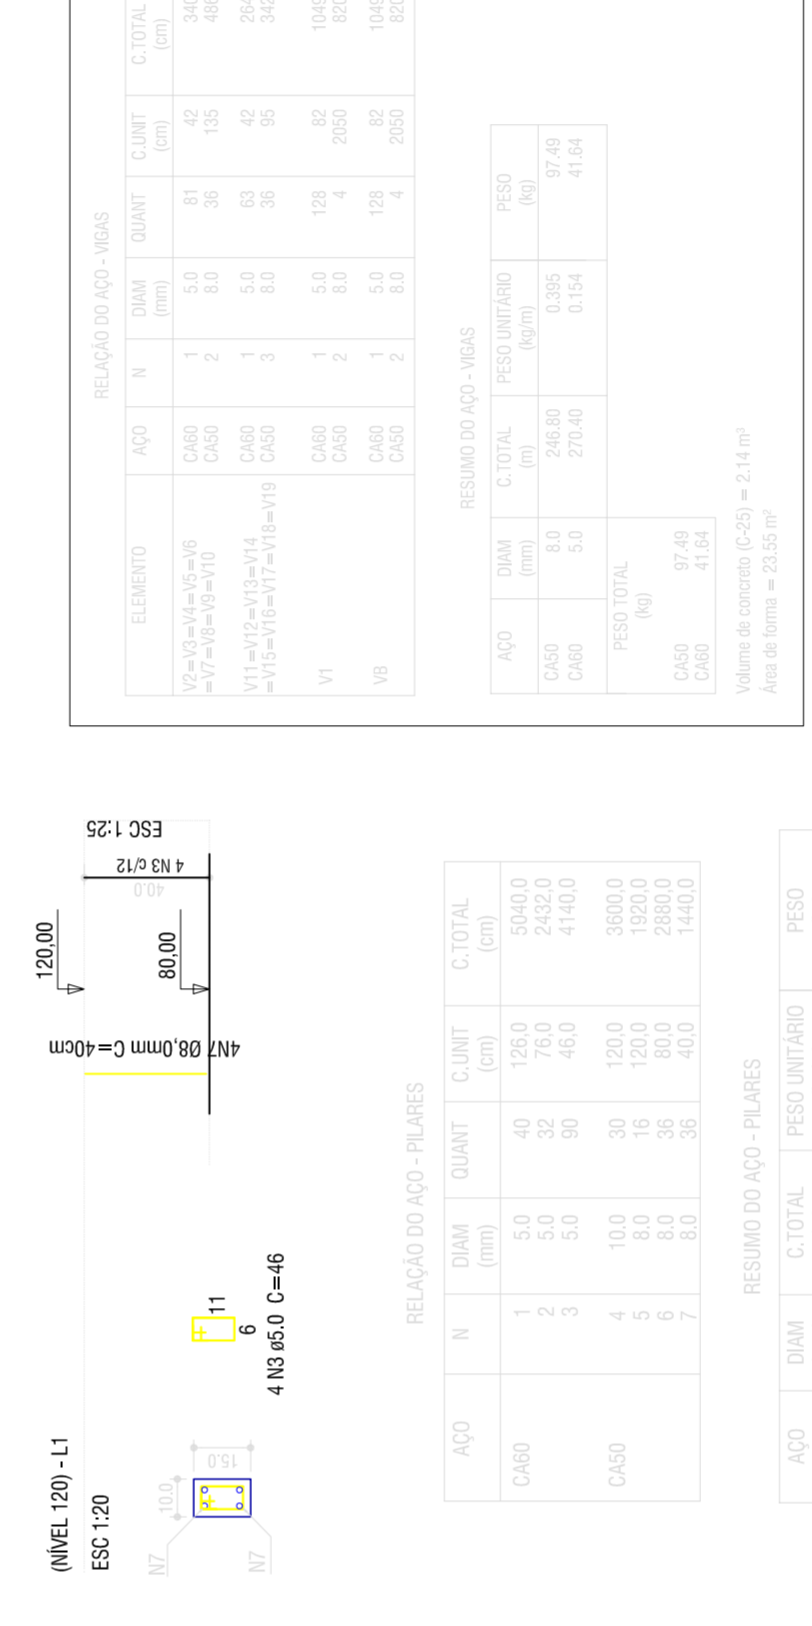 (NÍVEL 120) - L1
ESC 1:20
10.0
15.0
N7
N7
11
6
4 N3 ø5.0 C=46
120,00
80,00
4N7 Ø8,0mm C=40cm
40.0
4 N3 c/12
ESC 1:25
RELAÇÃO DO AÇO - PILARES
AÇO N DIAM QUANT C.UNIT C.TOTAL
(mm) (cm) (cm)
CA60 1 5.0 40 126,0 5040,0
2 5.0 32 76,0 2432,0
3 5.0 90 46,0 4140,0
CA50 4 10.0 30 120,0 3600,0
5 8.0 16 120,0 1920,0
6 8.0 36 80,0 2880,0
7 8.0 36 40,0 1440,0
RESUMO DO AÇO - PILARES
AÇO DIAM C.TOTAL PESO UNITÁRIO PESO
RELAÇÃO DO AÇO - VIGAS
ELEMENTO AÇO N DIAM QUANT C.UNIT C.TOTAL
(mm) (cm) (cm)
V2=V3=V4=V5=V6 CA60 1 5.0 81 42 340
=V7=V8=V9=V10 CA50 2 8.0 36 135 486
V11=V12=V13=V14 CA60 1 5.0 63 42 264
=V15=V16=V17=V18=V19 CA50 3 8.0 36 95 342
V1 CA60 1 5.0 128 82 1049
CA50 2 8.0 4 2050 820
VB CA60 1 5.0 128 82 1049
CA50 2 8.0 4 2050 820
RESUMO DO AÇO - VIGAS
AÇO DIAM C.TOTAL PESO UNITÁRIO PESO
(mm) (m) (kg/m) (kg)
CA50 8.0 246.80 0.395 97.49
CA60 5.0 270.40 0.154 41.64
PESO TOTAL
(kg)
CA50 97.49
CA60 41.64
Volume de concreto (C-25) = 2.14 m³
Área de forma = 23.55 m²